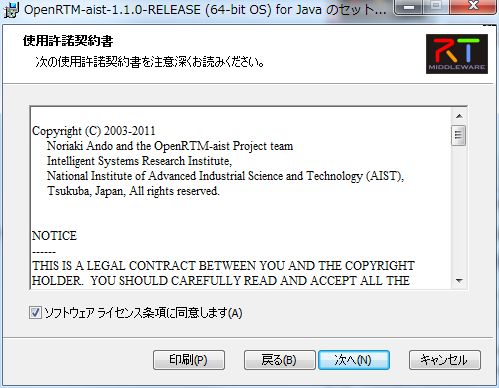 OpenRTM-aist-1.1.0-RELEASE (64-bit OS) for Java のセット...
使用許諾契約書
次の使用許諾契約書を注意深くお読みください。
RT
MIDDLEWARE
Copyright (C) 2003-2011
Noriaki Ando and the OpenRTM-aist Project team
Intelligent Systems Research Institute,
National Institute of Advanced Industrial Science and Technology (AIST),
Tsukuba, Japan, All rights reserved.
NOTICE
------
THIS IS A LEGAL CONTRACT BETWEEN YOU AND THE COPYRIGHT
HOLDER.  YOU SHOULD CAREFULLY READ AND ACCEPT ALL THE
ソフトウェア ライセンス条項に同意します(A)
印刷(P) 戻る(B) 次へ(N) キャンセル